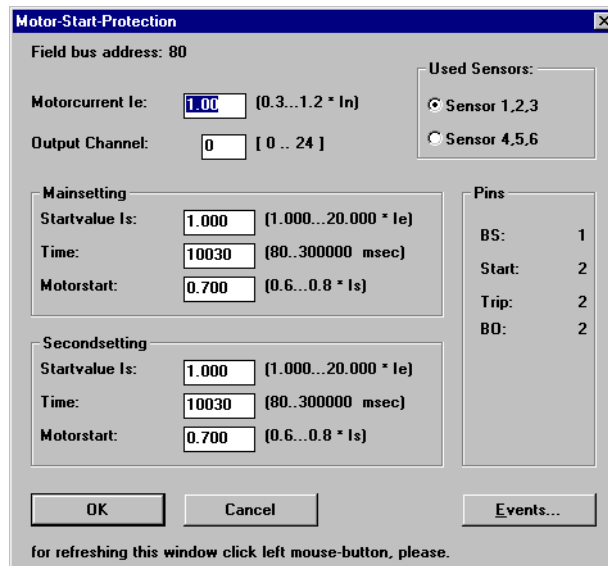 Motor-Start-Protection
Field bus address: 80
Motorcurrent Ie: 1.00 (0.3...1.2 * In)
Output Channel: 0 [ 0 .. 24 ]
Used Sensors:
Sensor 1,2,3
Sensor 4,5,6
Mainsetting
Startvalue Is: 1.000 (1.000...20.000 * Ie)
Time: 10030 (80..300000 msec)
Motorstart: 0.700 (0.6...0.8 * Is)
Secondsetting
Startvalue Is: 1.000 (1.000...20.000 * Ie)
Time: 10030 (80..300000 msec)
Motorstart: 0.700 (0.6...0.8 * Is)
Pins
BS: 1
Start: 2
Trip: 2
BO: 2
OK
Cancel
Events...
for refreshing this window click left mouse-button, please.